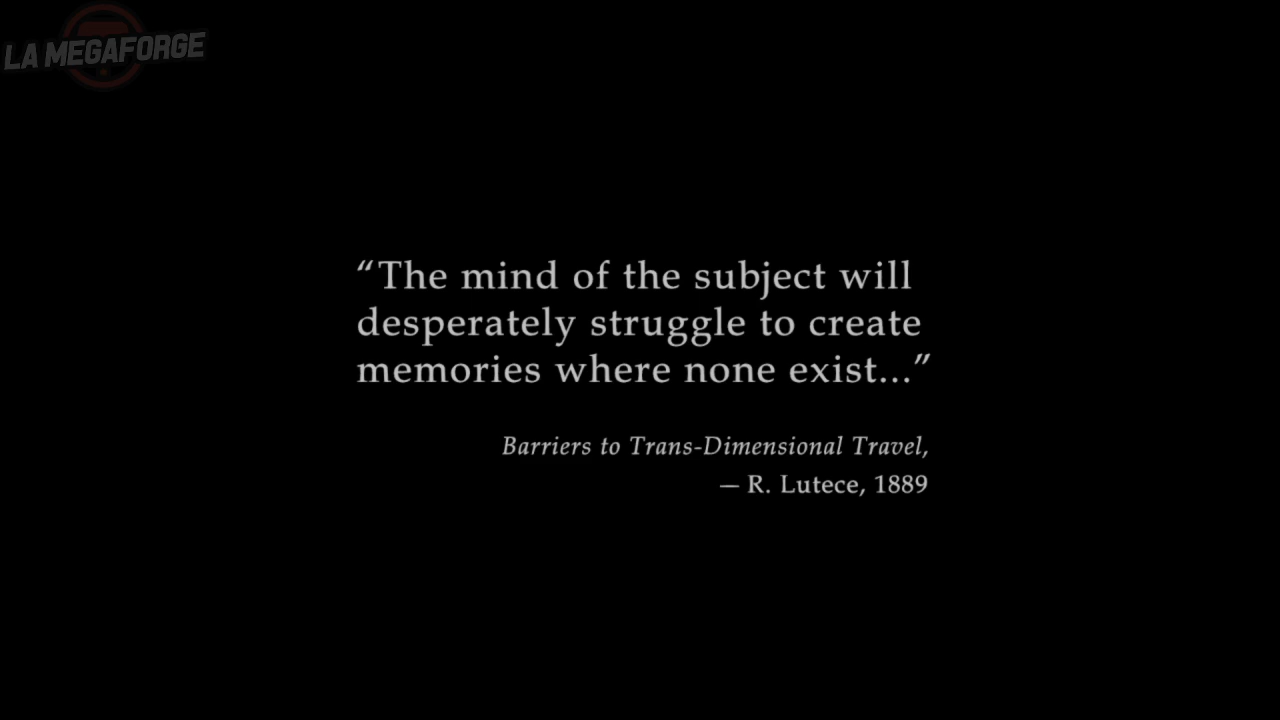 LA MEGAFORGE
“The mind of the subject will
desperately struggle to create
memories where none exist...”
Barriers to Trans-Dimensional Travel,
— R. Lutece, 1889